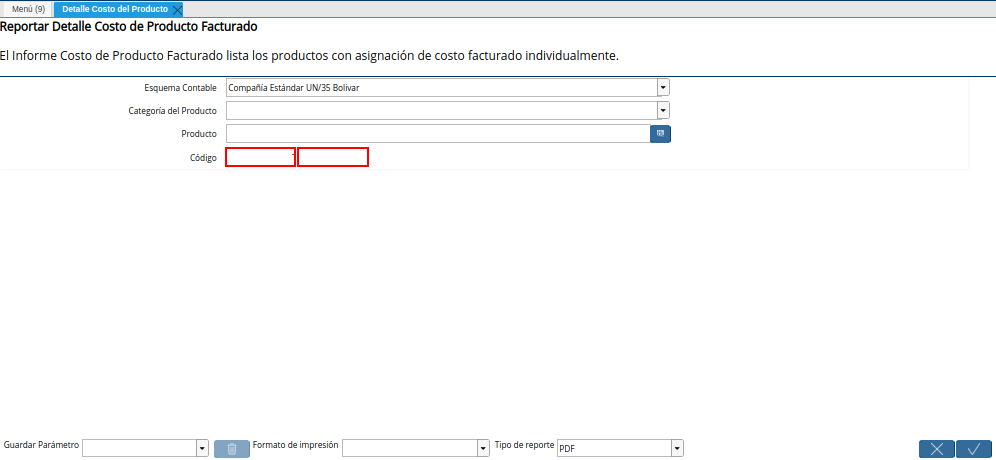 Menú (9)
Detalle Costo del Producto
Reportar Detalle Costo de Producto Facturado
El Informe Costo de Producto Facturado lista los productos con asignación de costo facturado individualmente.
Esquema Contable
Compañía Estándar UN/35 Bolivar
Categoría del Producto
Producto
Código
Guardar Parámetro
Formato de impresión
Tipo de reporte
PDF